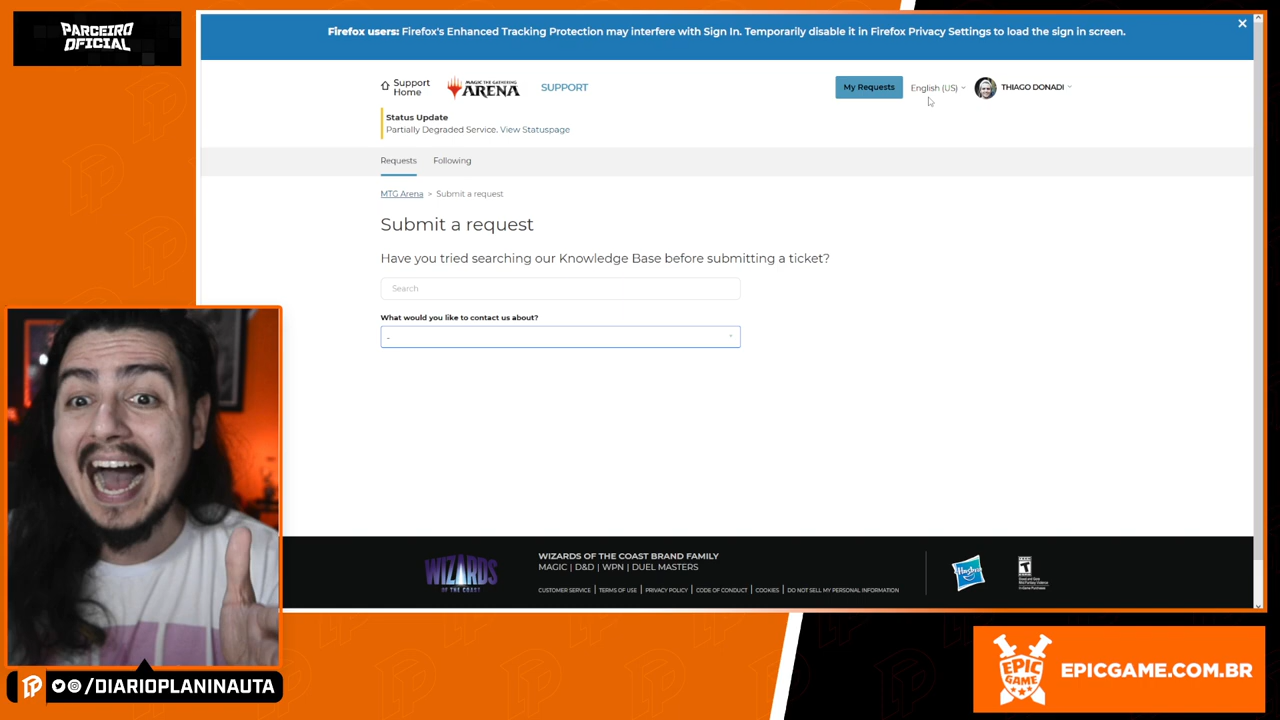 PARCEIRO
OFICIAL
Firefox users: Firefox's Enhanced Tracking Protection may interfere with Sign In. Temporarily disable it in Firefox Privacy Settings to load the sign in screen.
Support
Home
MAGIC THE GATHERING
ARENA
SUPPORT
My Requests
English (US)
THIAGO DONADI
Status Update
Partially Degraded Service. View Statuspage
Requests Following
MTG Arena > Submit a request
Submit a request
Have you tried searching our Knowledge Base before submitting a ticket?
Search
What would you like to contact us about?
-
WIZARDS
OF THE COAST
WIZARDS OF THE COAST BRAND FAMILY
MAGIC | D&D | WPN | DUEL MASTERS
CUSTOMER SERVICE | TERMS OF USE | PRIVACY POLICY | CODE OF CONDUCT | COOKIES | DO NOT SELL MY PERSONAL INFORMATION
Hasbro
T
/DIARIOPLANINAUTA
EPIC
GAME
EPICGAME.COM.BR